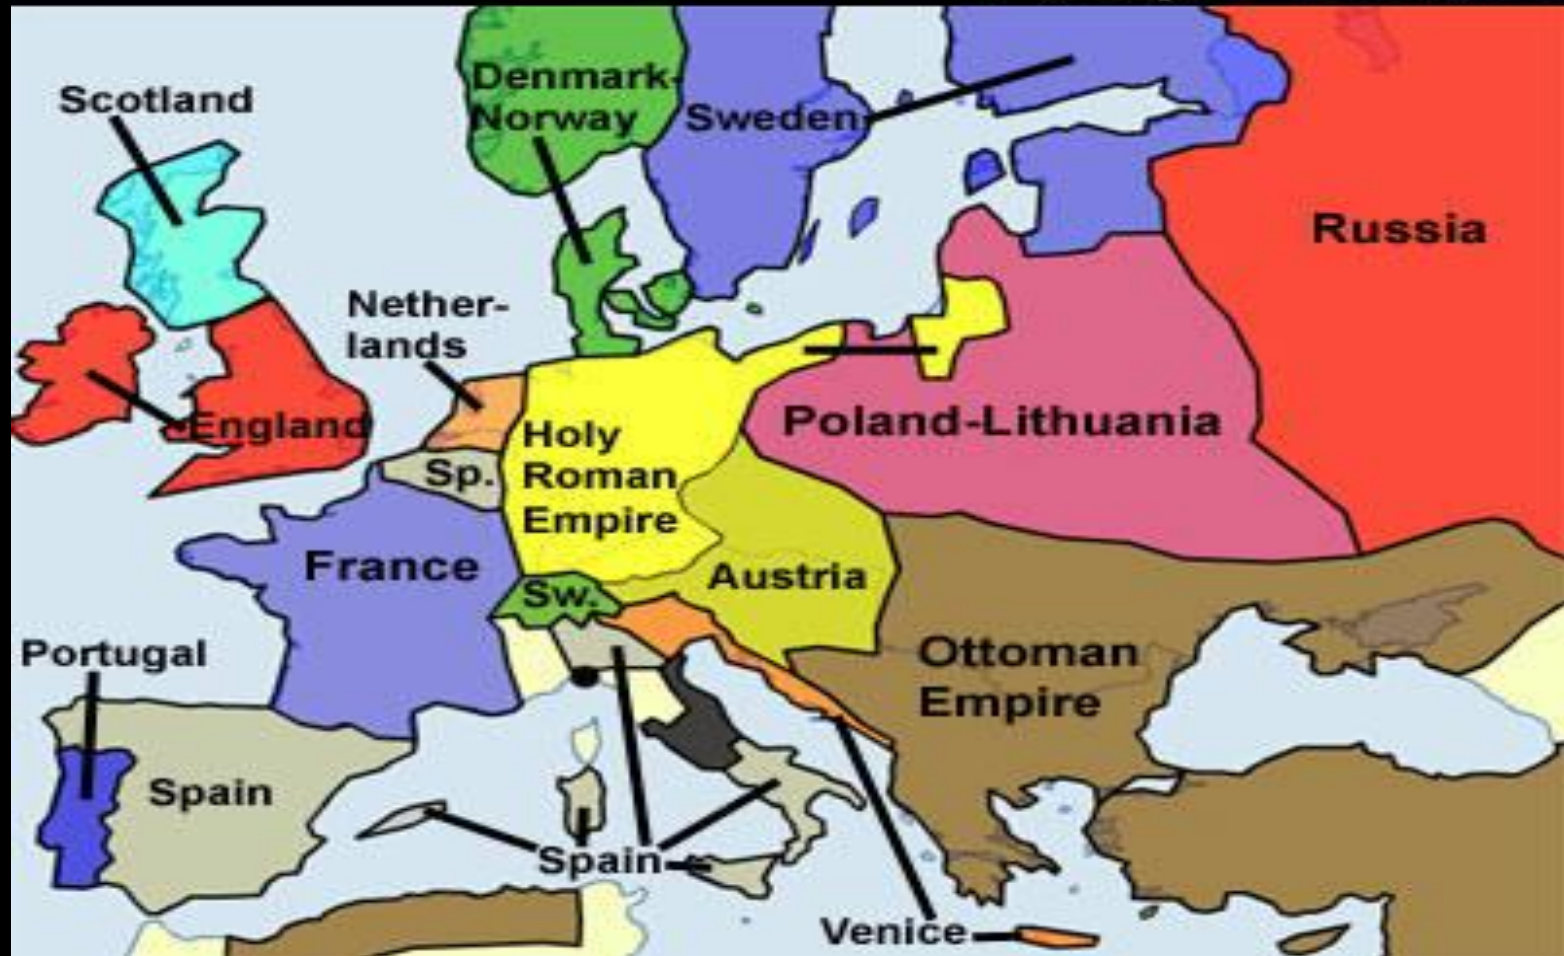 Scotland
Denmark-
Norway
Sweden
Russia
Nether-
lands
England
Holy
Roman
Empire
Poland-Lithuania
Sp.
France
Sw.
Austria
Portugal
Ottoman
Empire
Spain
Spain
Venice